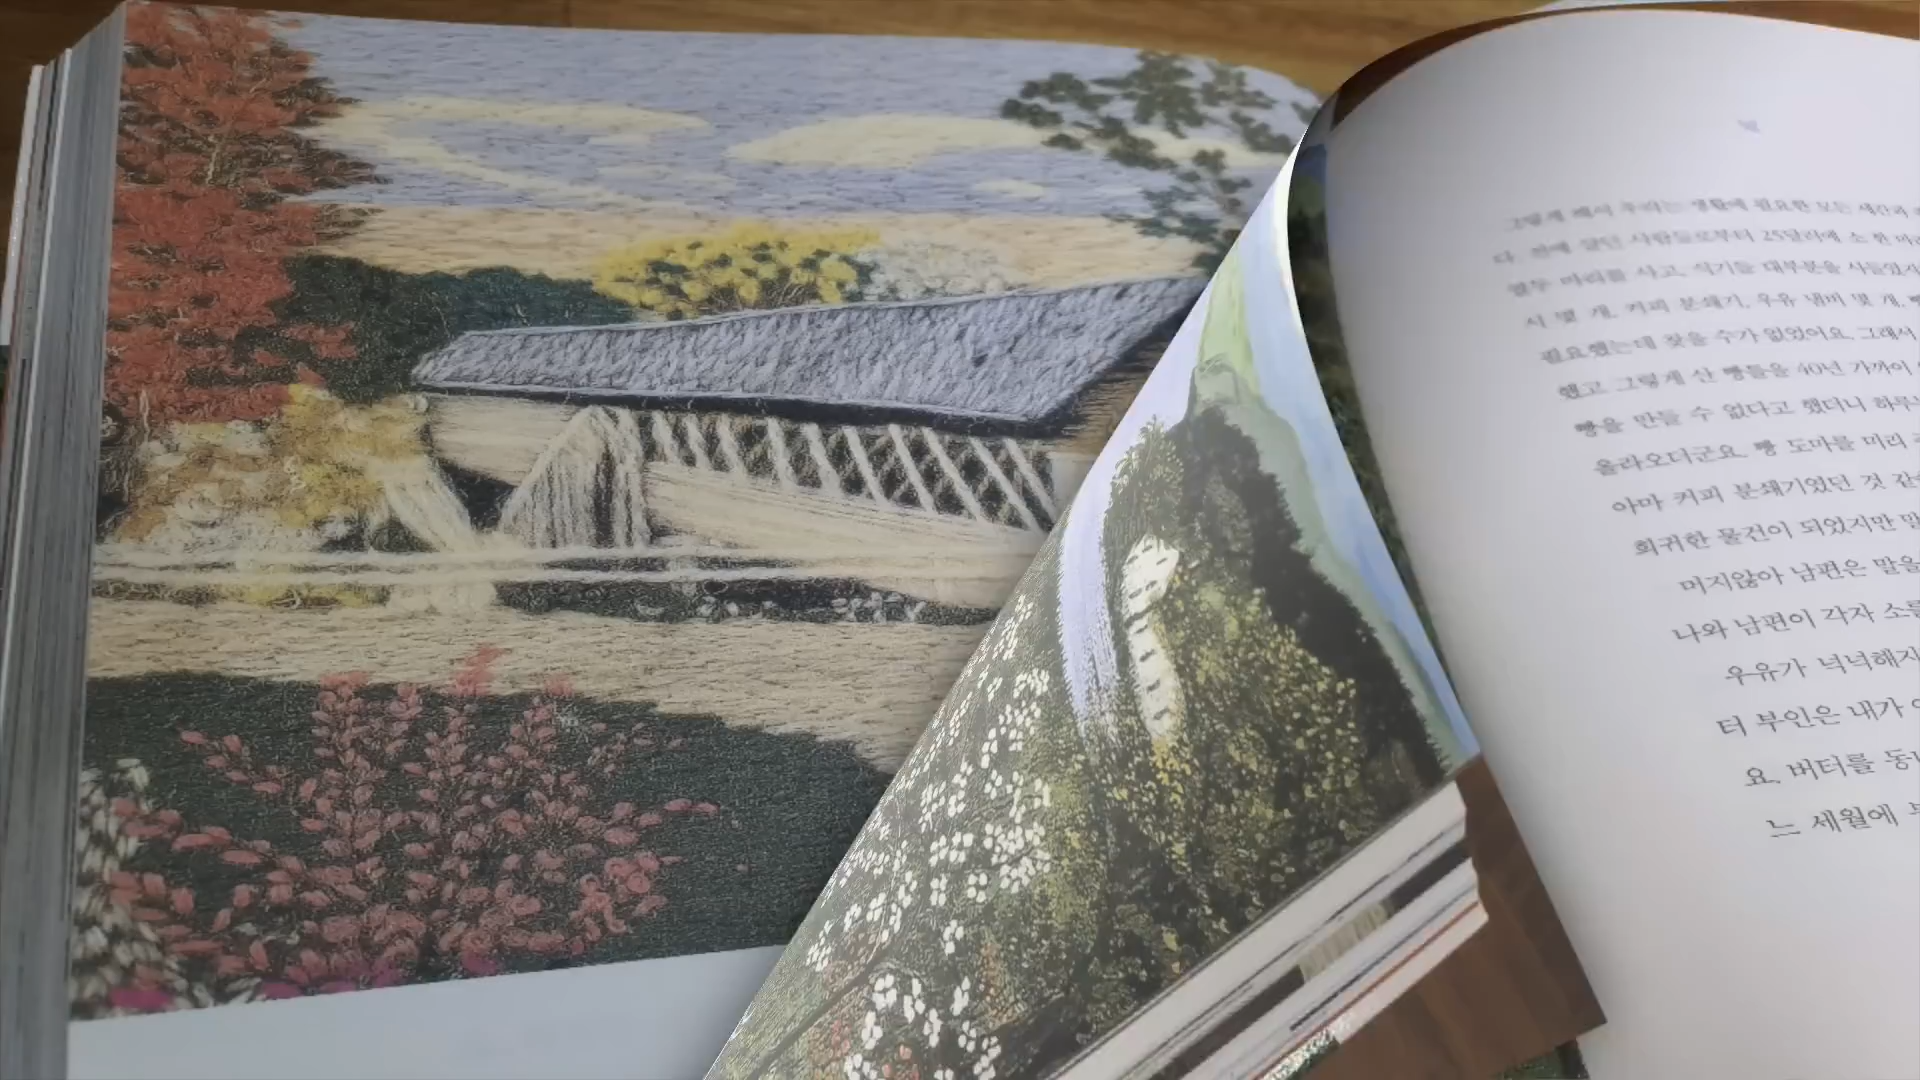 그렇게 해서 우리는 생활에 필요한 모든 세간과
다. 전에 알던 사람들로부터 25달러에 소 한 마리
열두 마리를 사고, 식기들 대부분을 사들였지
시 몇 개, 커피 분쇄기, 우유 냄비 몇 개,
필요했는데 찾을 수가 없었어요. 그래서
했고 그렇게 산 빵들을 40년 가까이
빵을 만들 수 없다고 했더니 하루
올라오더군요. 빵 도마를 미리
아마 커피 분쇄기였던 것 같
희귀한 물건이 되었지만 말
머지않아 남편은 말을
나와 남편이 각자 소를
우유가 넉넉해지
터 부인은 내가
요. 버터를 동
느 세월에